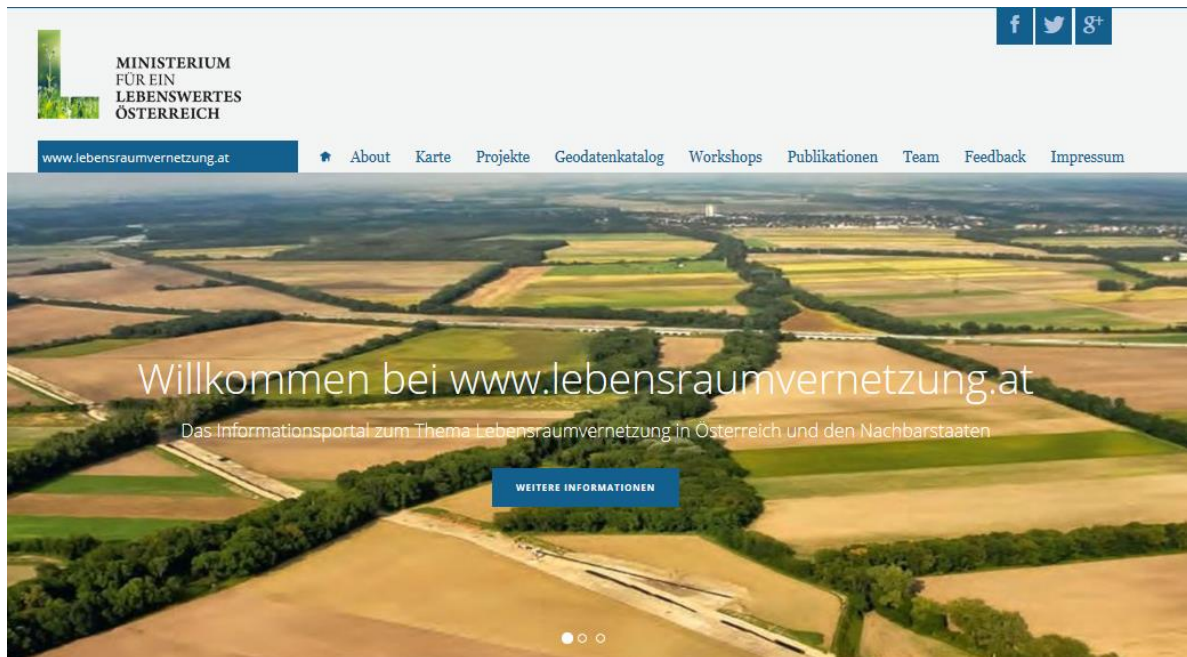 f g+
MINISTERIUM
FÜR EIN
LEBENSWERTES
ÖSTERREICH
www.lebensraumvernetzung.at About Karte Projekte Geodatenkatalog Workshops Publikationen Team Feedback Impressum
Willkommen bei www.lebensraumvernetzung.at
Das Informationsportal zum Thema Lebensraumvernetzung in Österreich und den Nachbarstaaten
WEITERE INFORMATIONEN